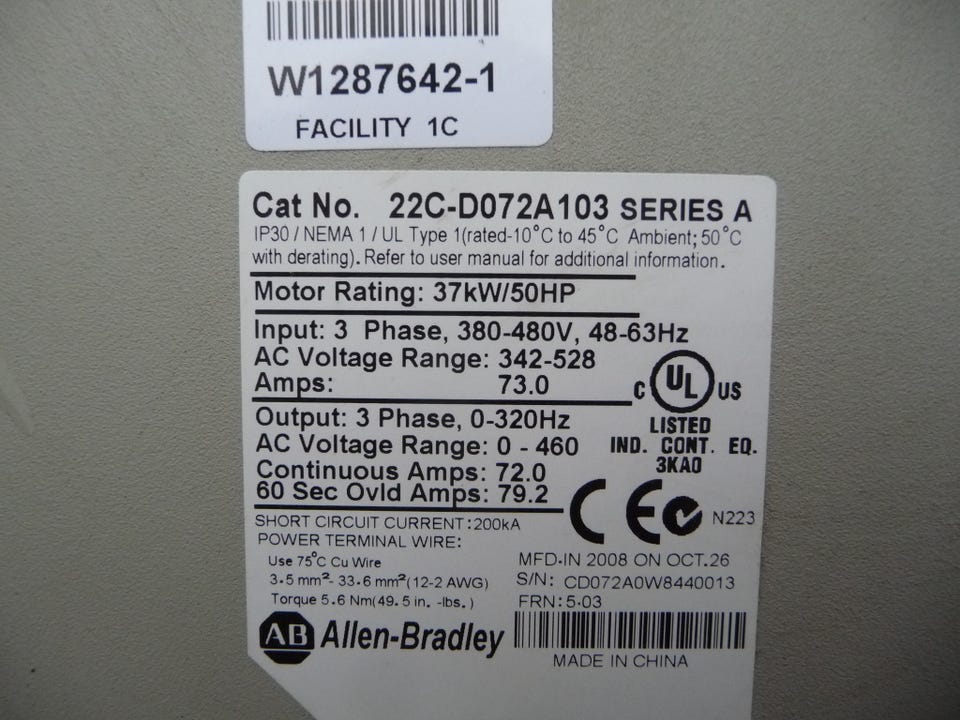 W1287642-1
FACILITY 1C
Cat No. 22C-D072A103 SERIES A
IP30 / NEMA 1 / UL Type 1(rated-10°C to 45°C Ambient; 50°C
with derating). Refer to user manual for additional information.
Motor Rating: 37kW/50HP
Input: 3 Phase, 380-480V, 48-63Hz
AC Voltage Range: 342-528
Amps: 73.0
C UL US
LISTED
IND. CONT. EQ.
3KA0
Output: 3 Phase, 0-320Hz
AC Voltage Range: 0 - 460
Continuous Amps: 72.0
60 Sec Ovld Amps: 79.2
CE
N223
SHORT CIRCUIT CURRENT:200kA
POWER TERMINAL WIRE:
Use 75°C Cu Wire
3.5 mm²- 33.6 mm²(12-2 AWG)
Torque 5.6 Nm(49.5 in. -lbs.)
MFD.IN 2008 ON OCT.26
S/N: CD072A0W8440013
FRN:5.03
AB Allen-Bradley
MADE IN CHINA